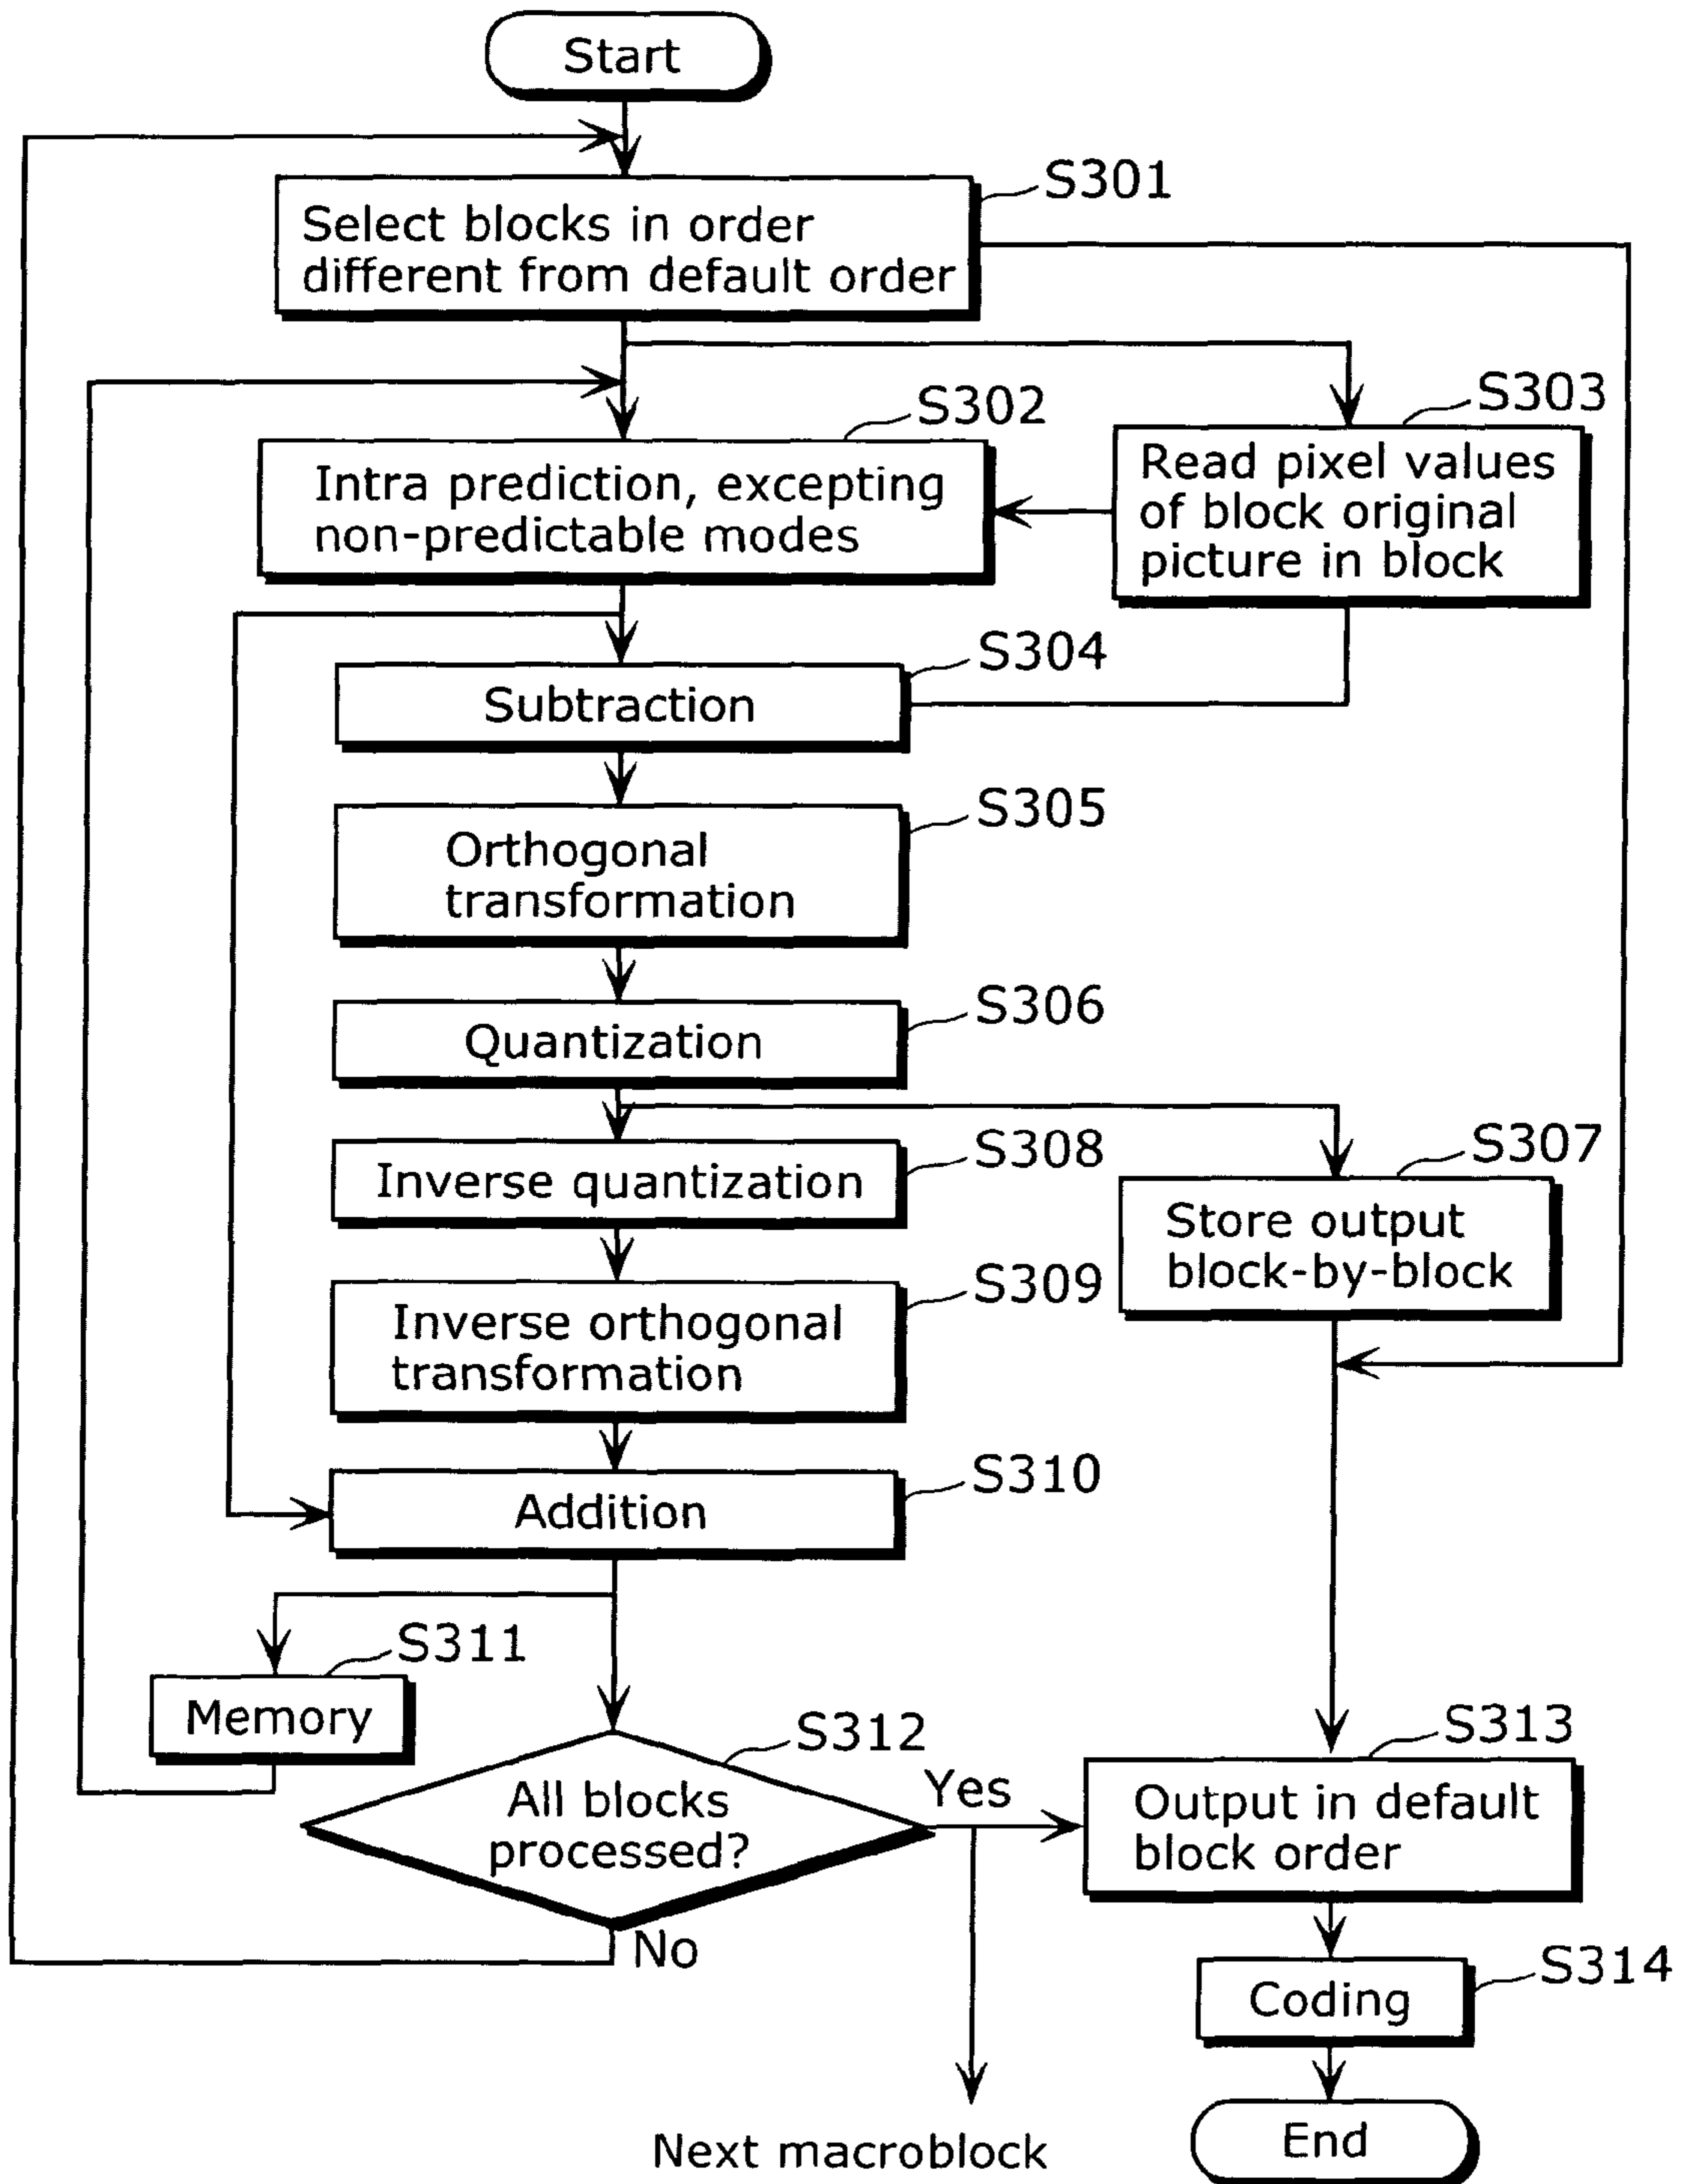 Start
S301
Select blocks in order
different from default order
S302
Intra prediction, excepting
non-predictable modes
S303
Read pixel values
of block original
picture in block
S304
Subtraction
S305
Orthogonal
transformation
S306
Quantization
S308
Inverse quantization
S307
Store output
block-by-block
S309
Inverse orthogonal
transformation
S310
Addition
S311
Memory
S312
All blocks
processed?
Yes
No
S313
Output in default
block order
S314
Coding
Next macroblock
End